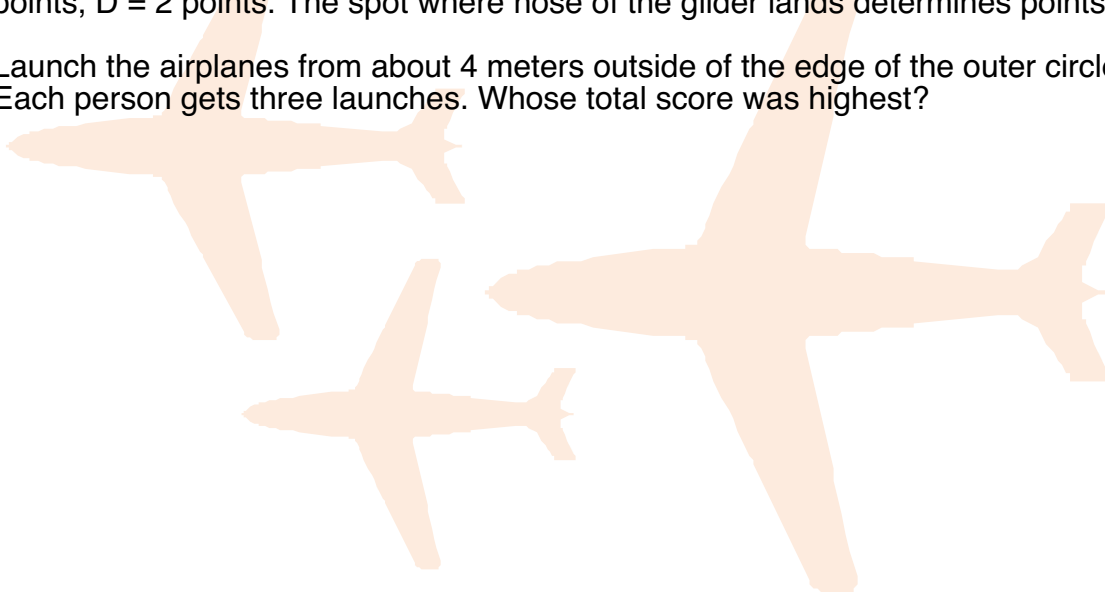 points, D = 2 points. The spot where nose of the glider lands determines points
Launch the airplanes from about 4 meters outside of the edge of the outer circle
Each person gets three launches. Whose total score was highest?